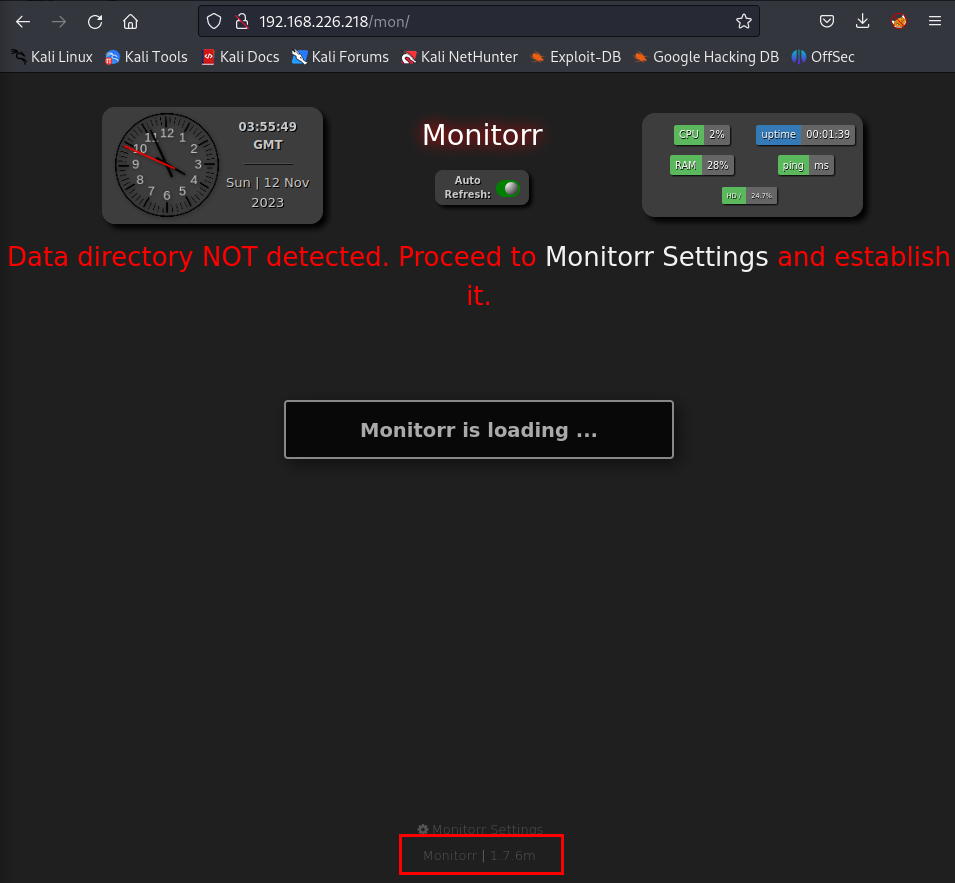 192.168.226.218/mon/
Kali Linux Kali Tools Kali Docs Kali Forums Kali NetHunter Exploit-DB Google Hacking DB OffSec
12
1
2
3
4
5
6
7
8
9
10
11
03:55:49
GMT
Sun | 12 Nov
2023
Monitorr
Auto
Refresh:
CPU 2% uptime 00:01:39
RAM 28% ping ms
HD / 24.7%
Data directory NOT detected. Proceed to Monitorr Settings and establish
it.
Monitorr is loading ...
Monitorr Settings
Monitorr | 1.7.6m